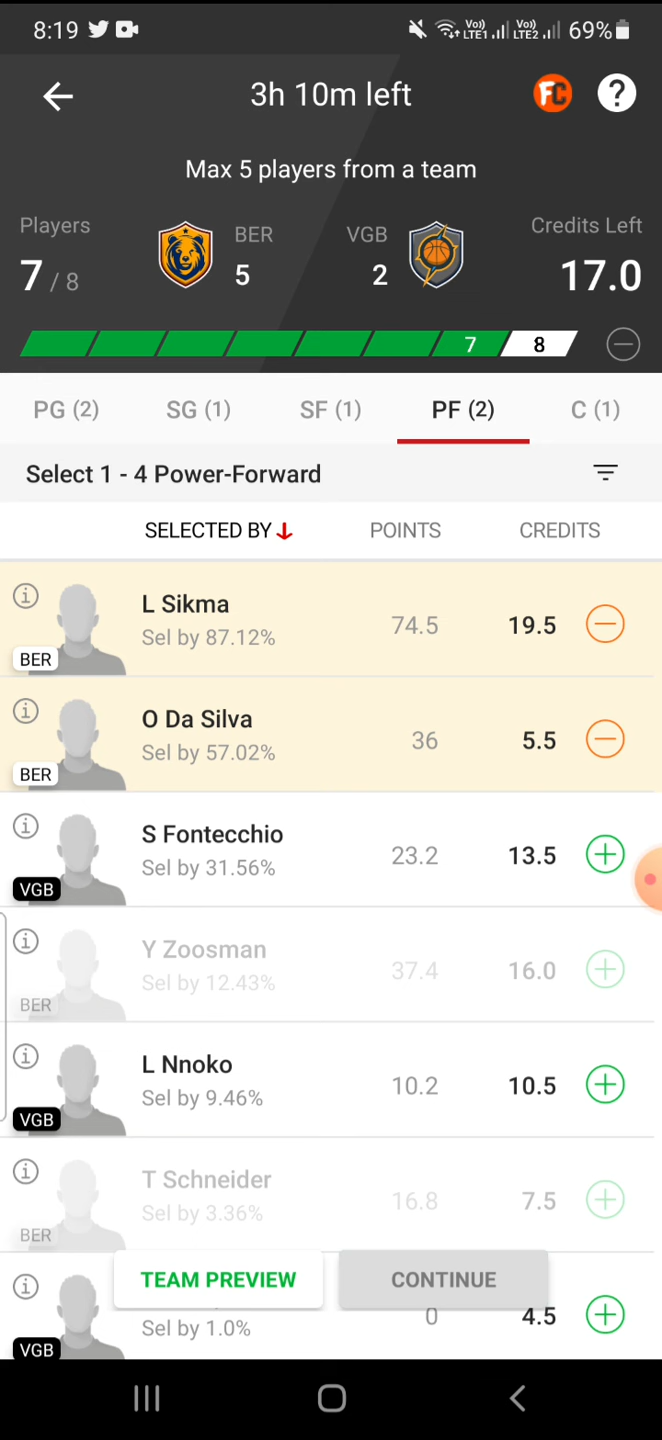 8:19 Vo) LTE1 Vo) LTE2 69%
3h 10m left FC ?
Max 5 players from a team
Players BER VGB Credits Left
7 / 8 5 2 17.0
7 8
PG (2) SG (1) SF (1) PF (2) C (1)
Select 1 - 4 Power-Forward
SELECTED BY POINTS CREDITS
L Sikma
Sel by 87.12% 74.5 19.5
BER
O Da Silva
Sel by 57.02% 36 5.5
BER
S Fontecchio
Sel by 31.56% 23.2 13.5
VGB
Y Zoosman
Sel by 12.43% 37.4 16.0
BER
L Nnoko
Sel by 9.46% 10.2 10.5
VGB
T Schneider
Sel by 3.36% 16.8 7.5
BER
TEAM PREVIEW CONTINUE
Sel by 1.0% 0 4.5
VGB